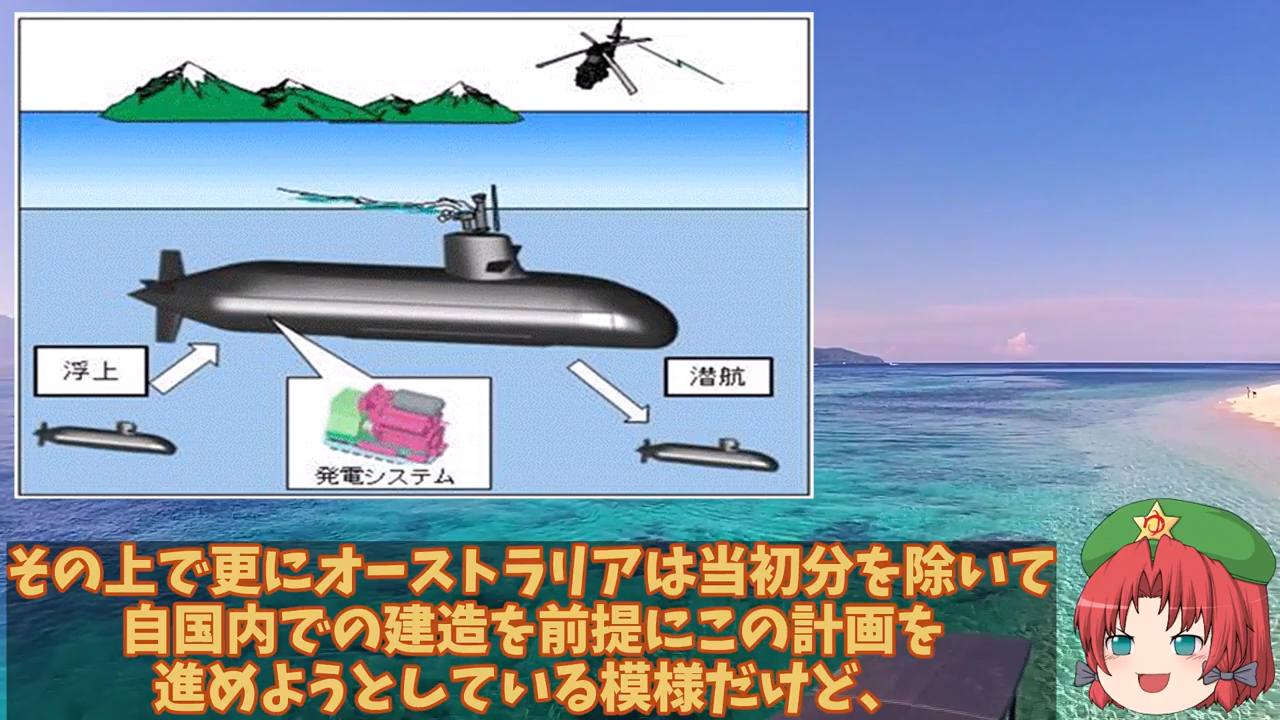 浮上
潜航
発電システム
その上で更にオーストラリアは当初分を除いて
自国内での建造を前提にこの計画を
進めようとしている模様だけど、